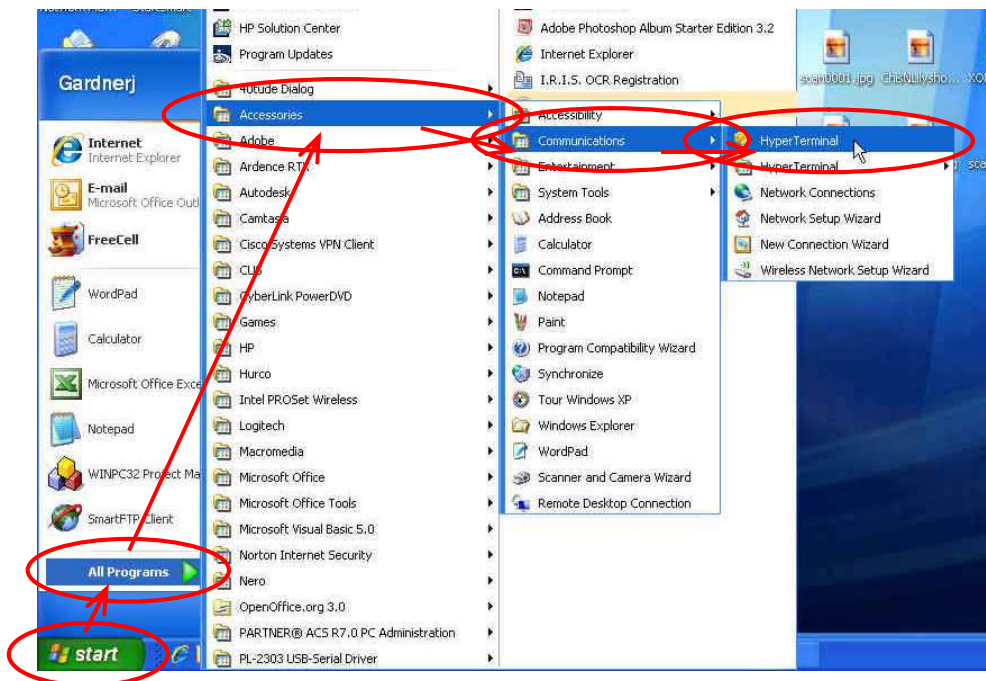 HP Solution Center
Program Updates
Adobe Photoshop Album Starter Edition 3.2
Internet Explorer
I.R.I.S. OCR Registration
Gardnerj
Internet
Internet Explorer
E-mail
Microsoft Office Outl
FreeCell
WordPad
Calculator
Microsoft Office Exce
Notepad
WINPC32 Project Ma
SmartFTP Client
All Programs
start
40tude Dialog
Accessories
Adobe
Ardence RTX
Autodesk
Camtasia
Cisco Systems VPN Client
CyberLink PowerDVD
Games
HP
Hurco
Intel PROSet Wireless
Logitech
Macromedia
Microsoft Office
Microsoft Office Tools
Microsoft Visual Basic 5.0
Norton Internet Security
Nero
OpenOffice.org 3.0
PARTNER® ACS R7.0 PC Administration
PL-2303 USB-Serial Driver
Accessibility
Communications
Entertainment
System Tools
Address Book
Calculator
Command Prompt
Notepad
Paint
Program Compatibility Wizard
Synchronize
Tour Windows XP
Windows Explorer
WordPad
Scanner and Camera Wizard
Remote Desktop Connection
HyperTerminal
HyperTerminal
Network Connections
Network Setup Wizard
New Connection Wizard
Wireless Network Setup Wizard
scan0001.jpg